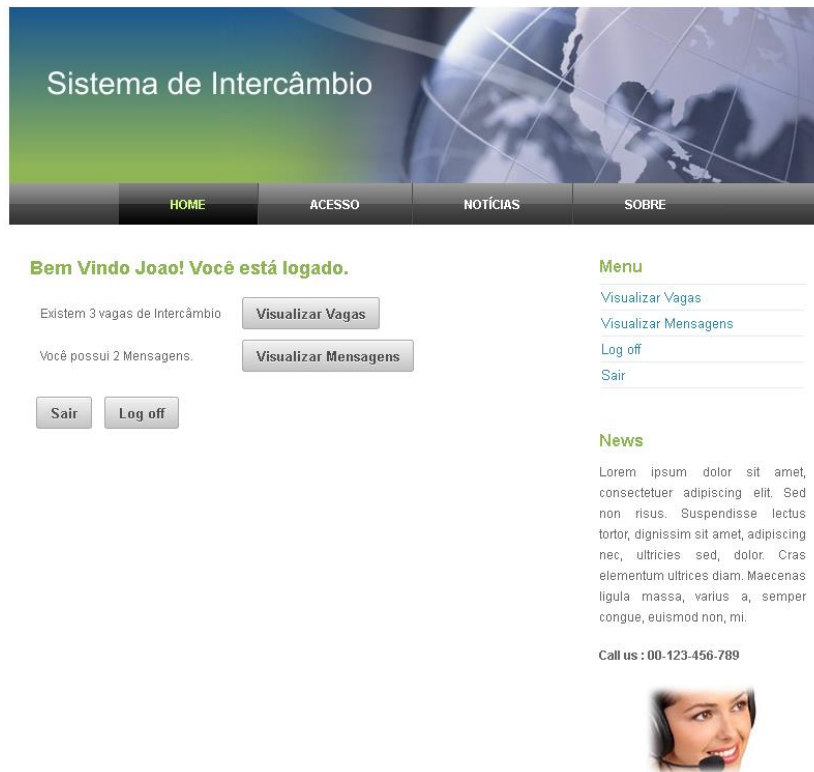 Sistema de Intercâmbio
HOME
ACESSO
NOTÍCIAS
SOBRE
Bem Vindo Joao! Você está logado.
Existem 3 vagas de Intercâmbio
Visualizar Vagas
Você possui 2 Mensagens.
Visualizar Mensagens
Sair
Log off
Menu
Visualizar Vagas
Visualizar Mensagens
Log off
Sair
News
Lorem ipsum dolor sit amet,
consectetuer adipiscing elit. Sed
non risus. Suspendisse lectus
tortor, dignissim sit amet, adipiscing
nec, ultricies sed, dolor. Cras
elementum ultrices diam. Maecenas
ligula massa, varius a, semper
congue, euismod non, mi.
Call us : 00-123-456-789